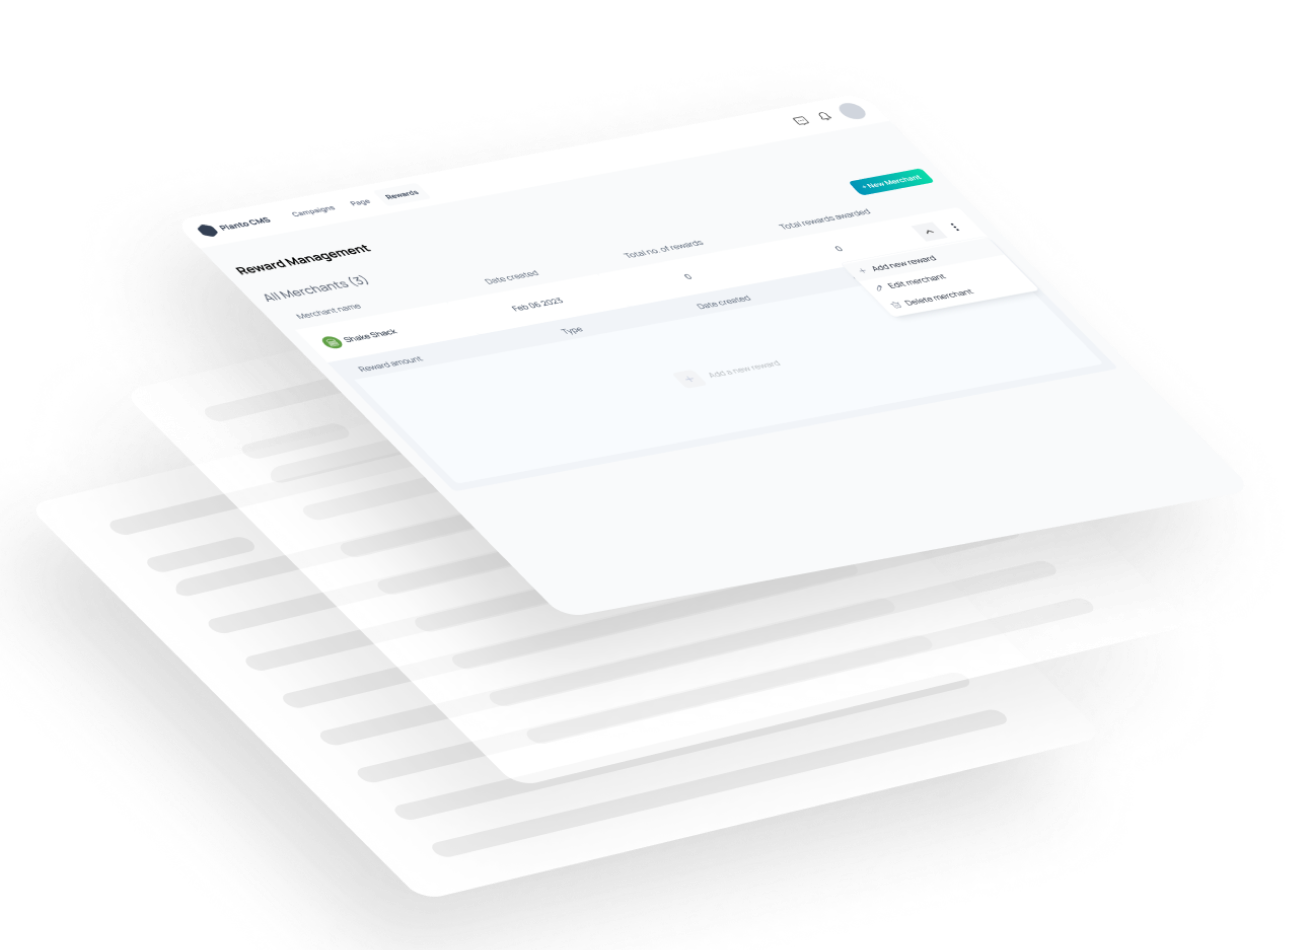 Planto CMS Campaigns Page Rewards
+ New Merchant
Reward Management
All Merchants (3)
Merchant name Date created Total no. of rewards Total rewards awarded
Shake Shack Feb 06 2023 0 0
Add new reward
Edit merchant
Delete merchant
Reward amount Type Date created
+ Add a new reward